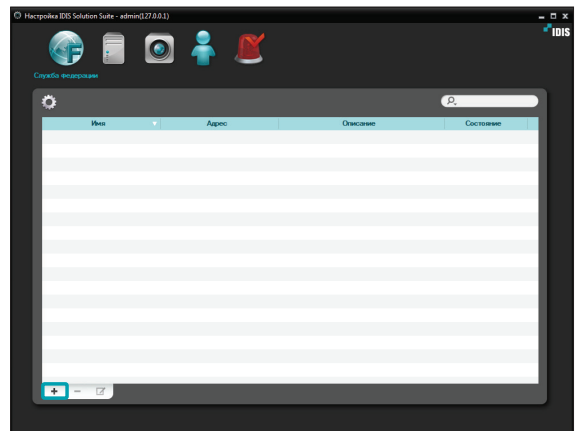 Настройка IDIS Solution Suite - admin(127.0.0.1)
IDIS
Служба федерации
Имя Адрес Описание Состояние